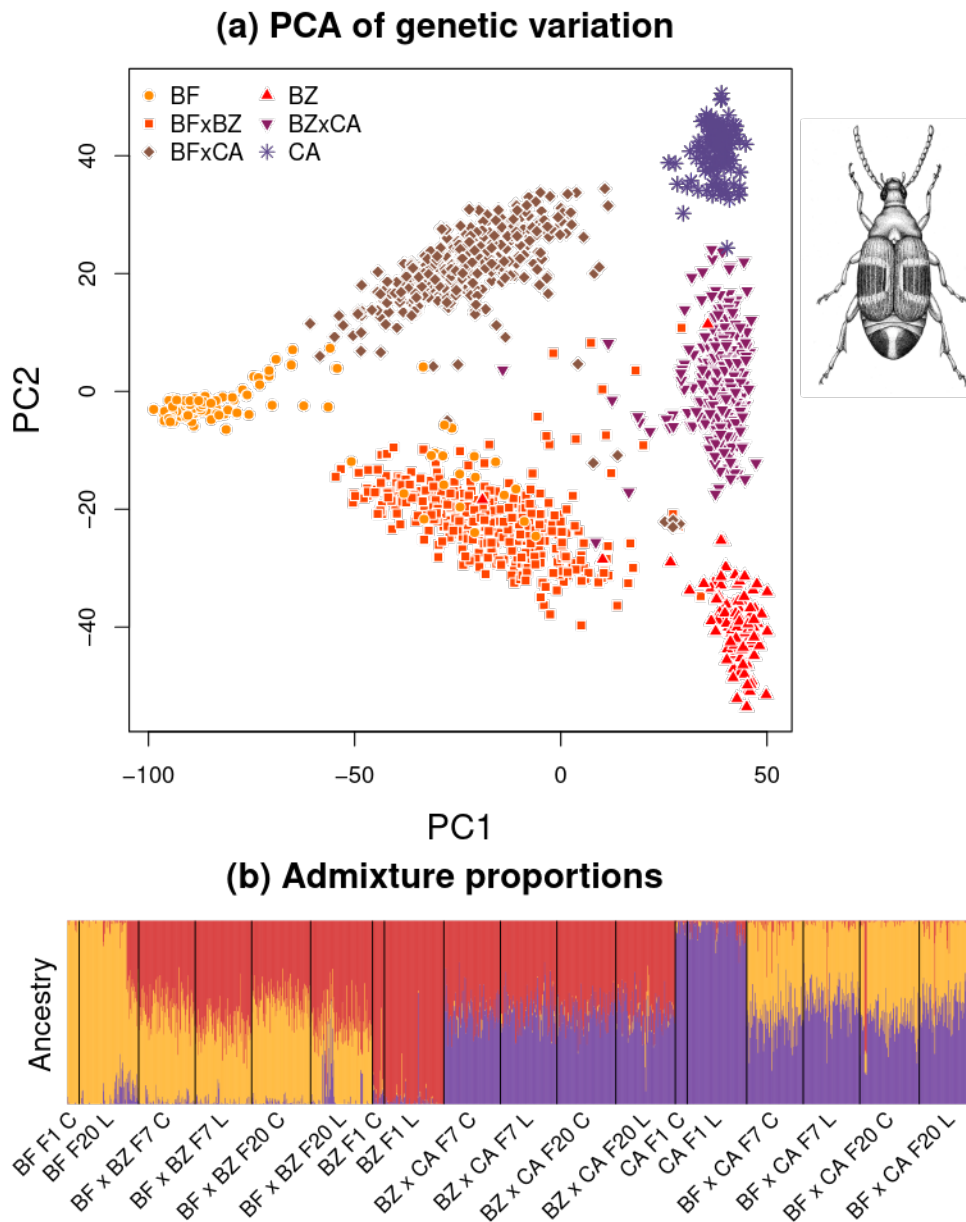 (a) PCA of genetic variation
BF
BFxBZ
BFxCA
BZ
BZxCA
CA
PC2
40
20
0
−20
−40
−100
−50
0
50
PC1
(b) Admixture proportions
Ancestry
BF F1 C
BF F20 L
BF x BZ F7 C
BF x BZ F7 L
BF x BZ F20 C
BF x BZ F20 L
BZ F1 C
BZ F1 L
BZ x CA F7 C
BZ x CA F7 L
BZ x CA F20 C
BZ x CA F20 L
CA F1 C
CA F1 L
BF x CA F7 C
BF x CA F7 L
BF x CA F20 C
BF x CA F20 L